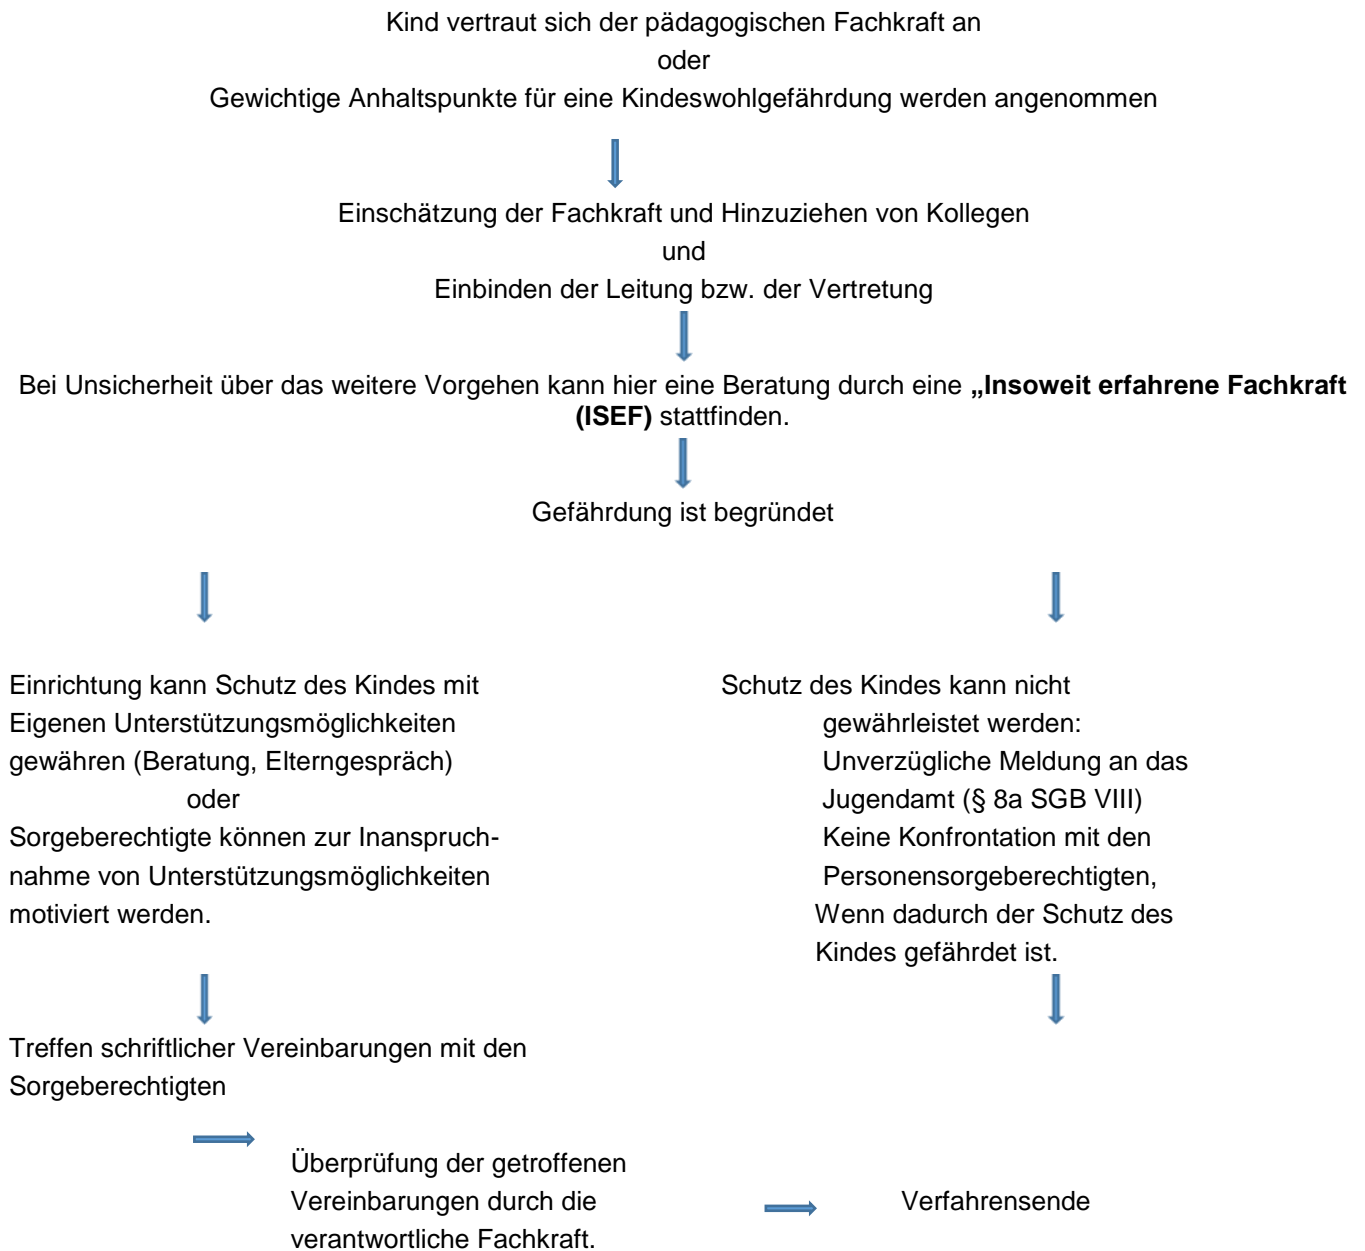 Kind vertraut sich der pädagogischen Fachkraft an
oder
Gewichtige Anhaltspunkte für eine Kindeswohlgefährdung werden angenommen
Einschätzung der Fachkraft und Hinzuziehen von Kollegen
und
Einbinden der Leitung bzw. der Vertretung
Bei Unsicherheit über das weitere Vorgehen kann hier eine Beratung durch eine „Insoweit erfahrene Fachkraft
(ISEF) stattfinden.
Gefährdung ist begründet
Einrichtung kann Schutz des Kindes mit
Eigenen Unterstützungsmöglichkeiten
gewähren (Beratung, Elterngespräch)
oder
Sorgeberechtigte können zur Inanspruch-
nahme von Unterstützungsmöglichkeiten
motiviert werden.
Schutz des Kindes kann nicht
gewährleistet werden:
Unverzügliche Meldung an das
Jugendamt (§ 8a SGB VIII)
Keine Konfrontation mit den
Personensorgeberechtigten,
Wenn dadurch der Schutz des
Kindes gefährdet ist.
Treffen schriftlicher Vereinbarungen mit den
Sorgeberechtigten
Überprüfung der getroffenen
Vereinbarungen durch die
verantwortliche Fachkraft.
Verfahrensende